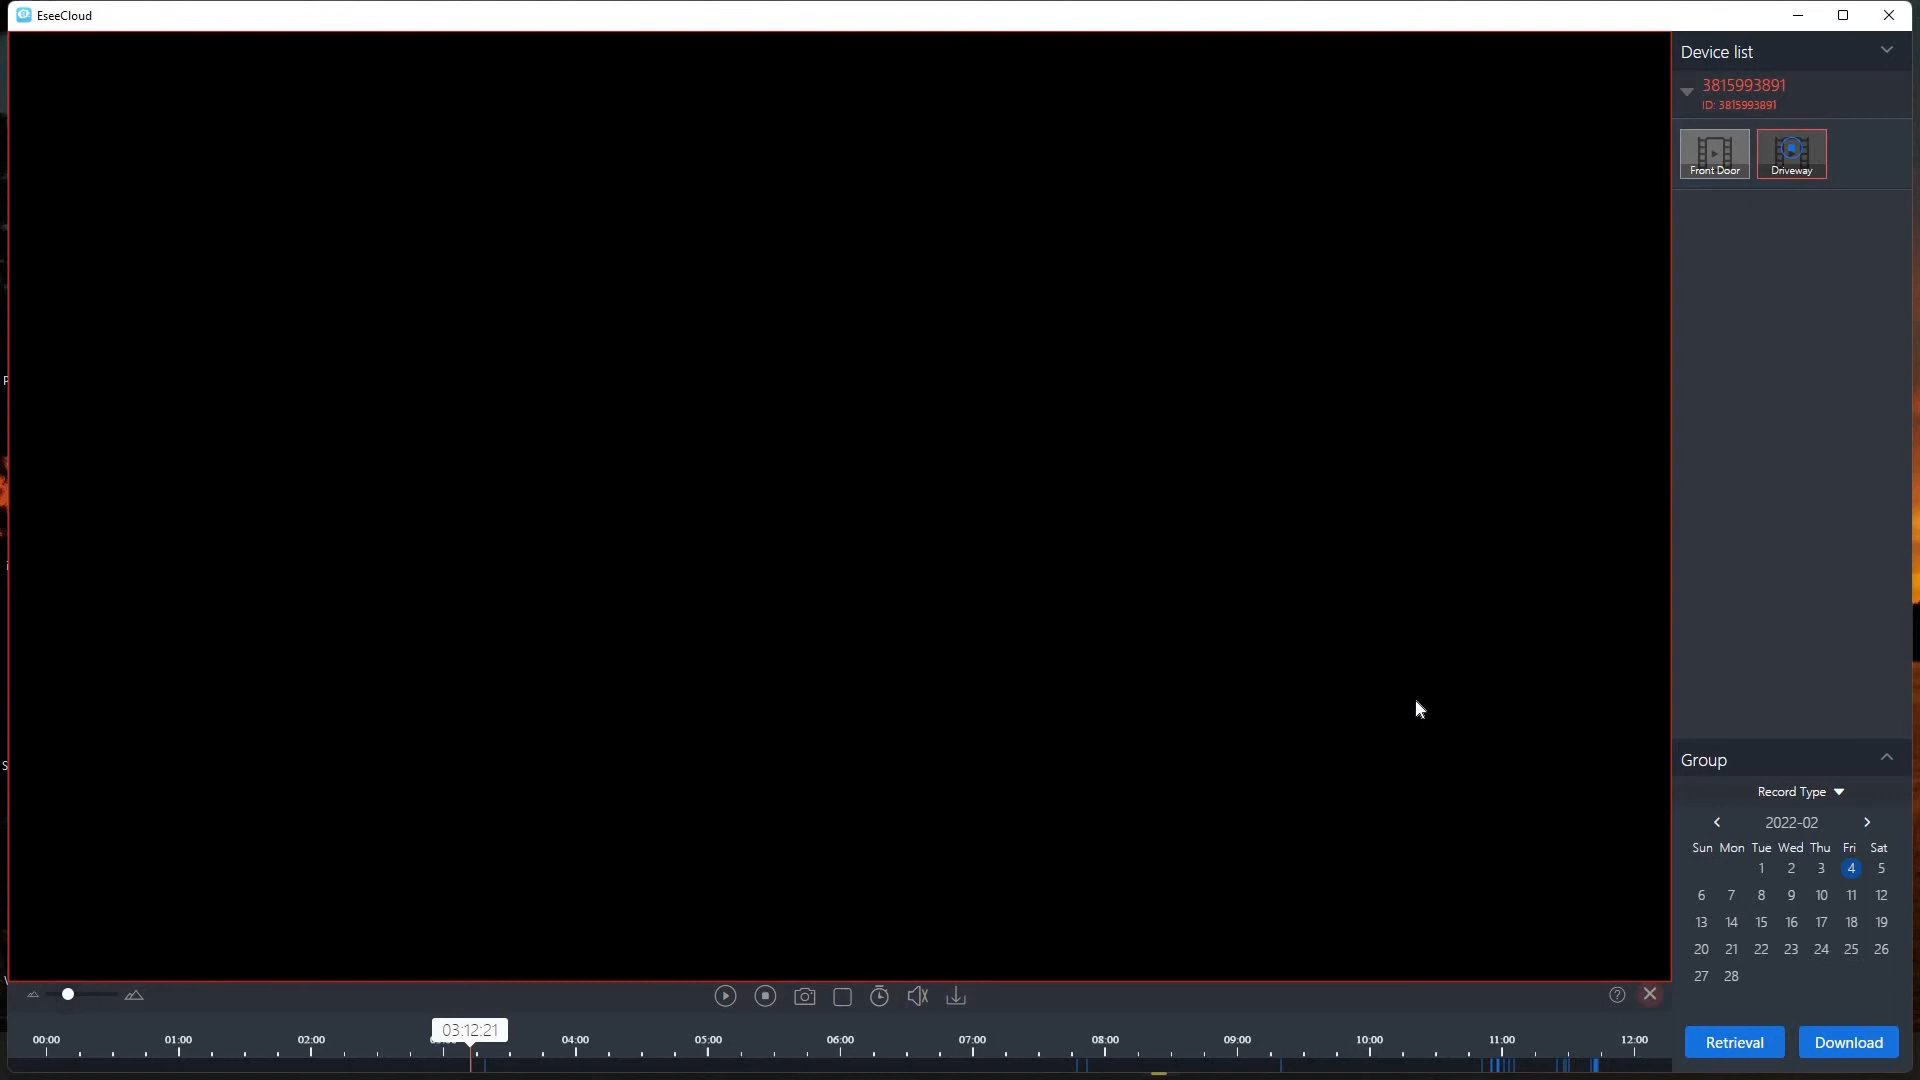 EseeCloud
Device list
3815993891
ID: 3815993891
Front Door
Driveway
Group
Record Type
2022-02
Sun Mon Tue Wed Thu Fri Sat
1 2 3 4 5
6 7 8 9 10 11 12
13 14 15 16 17 18 19
20 21 22 23 24 25 26
27 28
03:12:21
00:00 01:00 02:00 04:00 05:00 06:00 07:00 08:00 09:00 10:00 11:00 12:00
Retrieval
Download